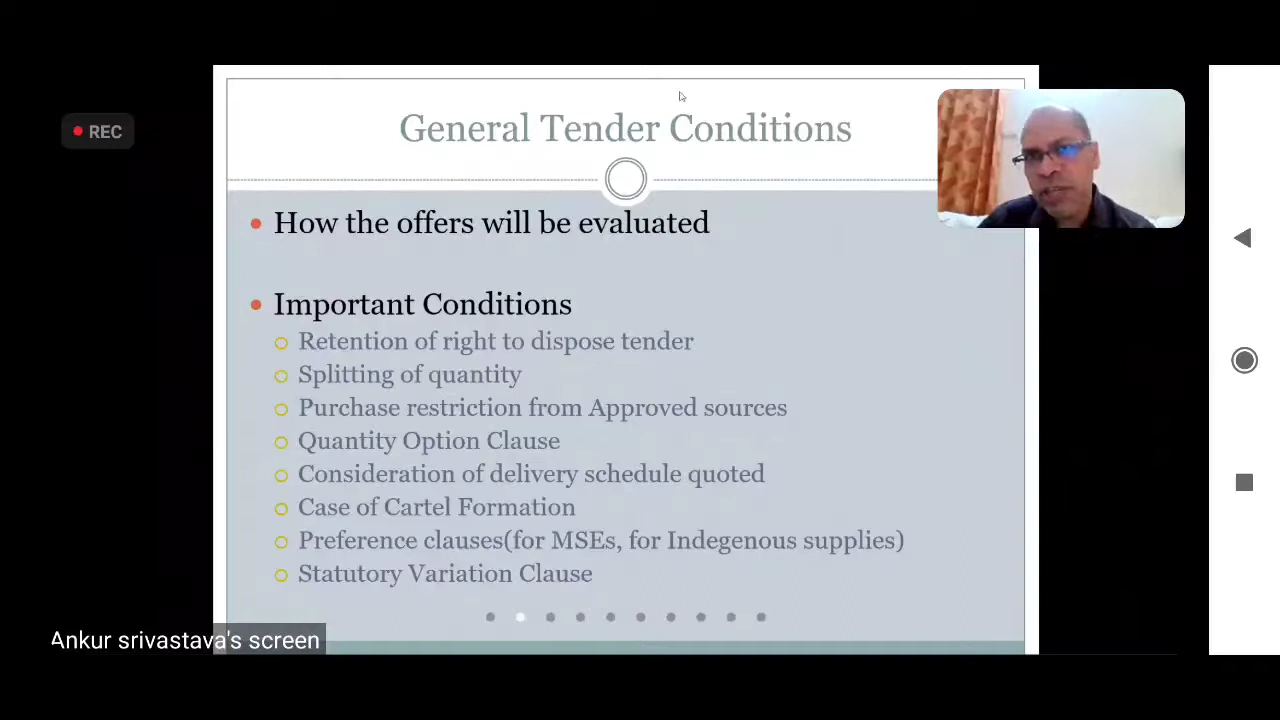 REC
General Tender Conditions
How the offers will be evaluated
Important Conditions
Retention of right to dispose tender
Splitting of quantity
Purchase restriction from Approved sources
Quantity Option Clause
Consideration of delivery schedule quoted
Case of Cartel Formation
Preference clauses(for MSEs, for Indegenous supplies)
Statutory Variation Clause
Ankur srivastava's screen